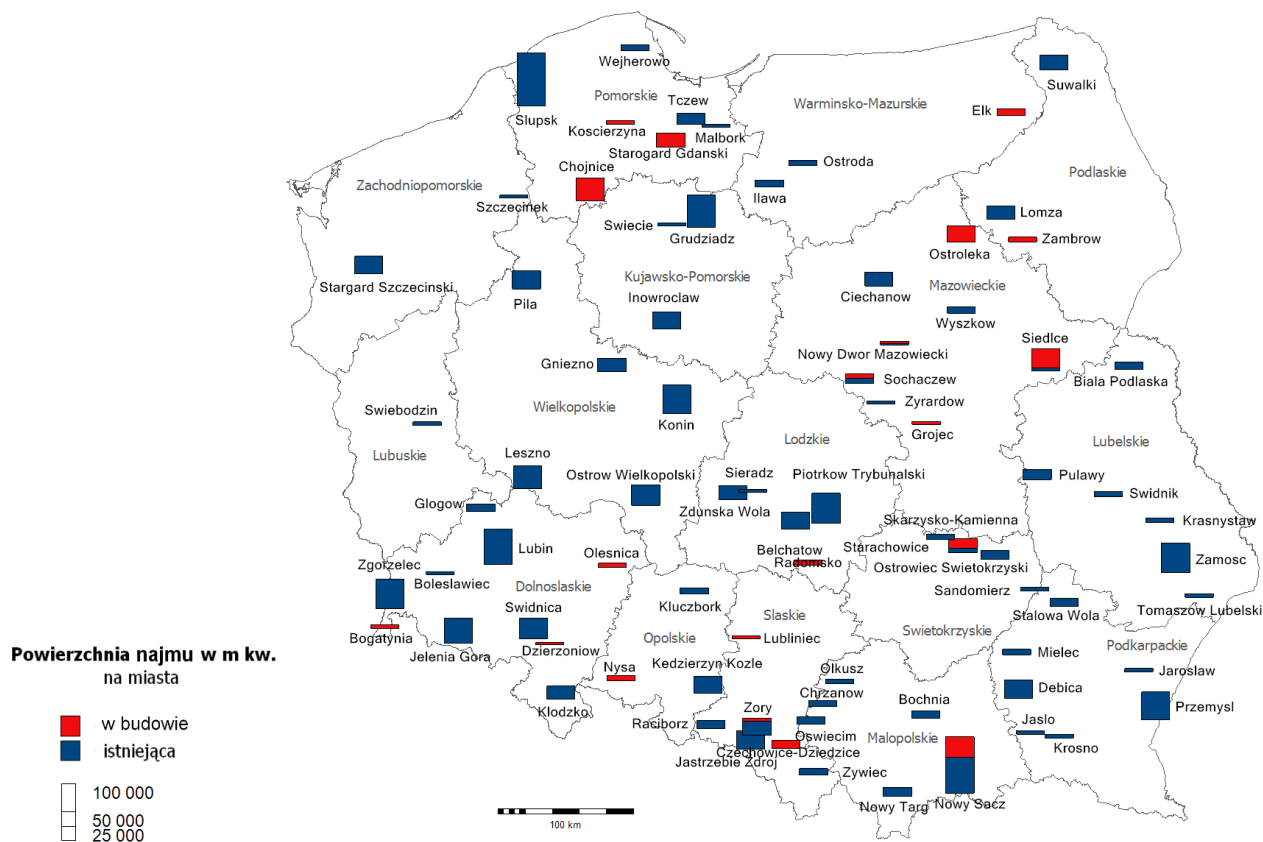 Wejherowo
Suwalki
Pomorskie
Tczew
Warminsko-Mazurskie
Elk
Slupsk
Koscierzyna
Malbork
Starogard Gdanski
Ostroda
Chojnice
Podlaskie
Zachodniopomorskie
Szczecinek
Ilawa
Lomza
Swiecie
Grudziadz
Zambrow
Ostroleka
Stargard Szczecinski
Kujawsko-Pomorskie
Pila
Inowroclaw
Ciechanow
Mazowieckie
Wyszkow
Siedlce
Nowy Dwor Mazowiecki
Gniezno
Sochaczew
Biala Podlaska
Swiebodzin
Wielkopolskie
Konin
Zyrardow
Grojec
Lubuskie
Leszno
Lodzkie
Lubelskie
Ostrow Wielkopolski
Sieradz
Piotrkow Trybunalski
Pulawy
Glogow
Zdunska Wola
Swidnik
Skarzysko-Kamienna
Krasnystaw
Lubin
Olesnica
Belchatow
Starachowice
Radomsko
Ostrowiec Swietokrzyski
Zamosc
Zgorzelec
Boleslawiec
Dolnoslaskie
Sandomierz
Swidnica
Kluczbork
Slaskie
Stalowa Wola
Tomaszow Lubelski
Bogatynia
Opolskie
Lubliniec
Swietokrzyskie
Jelenia Gora
Dzierzoniow
Podkarpackie
Powierzchnia najmu w m kw.
na miasta
Nysa
Kedzierzyn Kozle
Olkusz
Mielec
Jaroslaw
Chrzanow
Debica
Klodzko
Zory
Bochnia
Przemysl
w budowie
Raciborz
Oswiecim
Malopolskie
Jaslo
istniejąca
Czechowice-Dziedzice
Krosno
Jastrzebie Zdroj
Zywiec
100 000
Nowy Targ
Nowy Sacz
50 000
25 000
100 km